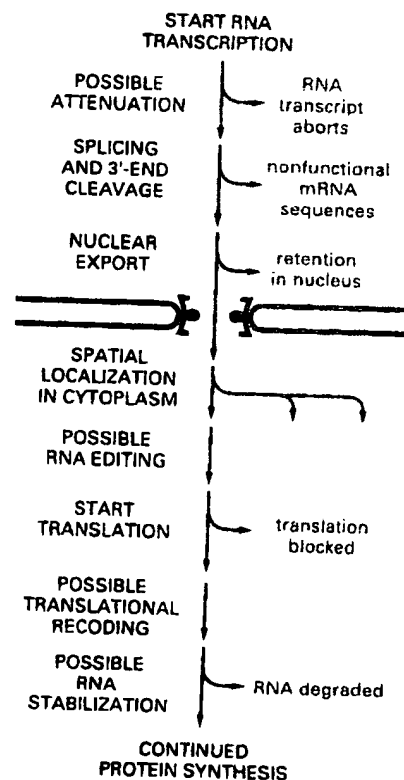 START RNA
TRANSCRIPTION
POSSIBLE
ATTENUATION
RNA
transcript
aborts
SPLICING
AND 3'-END
CLEAVAGE
nonfunctional
mRNA
sequences
NUCLEAR
EXPORT
retention
in nucleus
SPATIAL
LOCALIZATION
IN CYTOPLASM
POSSIBLE
RNA EDITING
START
TRANSLATION
translation
blocked
POSSIBLE
TRANSLATIONAL
RECODING
POSSIBLE
RNA
STABILIZATION
RNA degraded
CONTINUED
PROTEIN SYNTHESIS